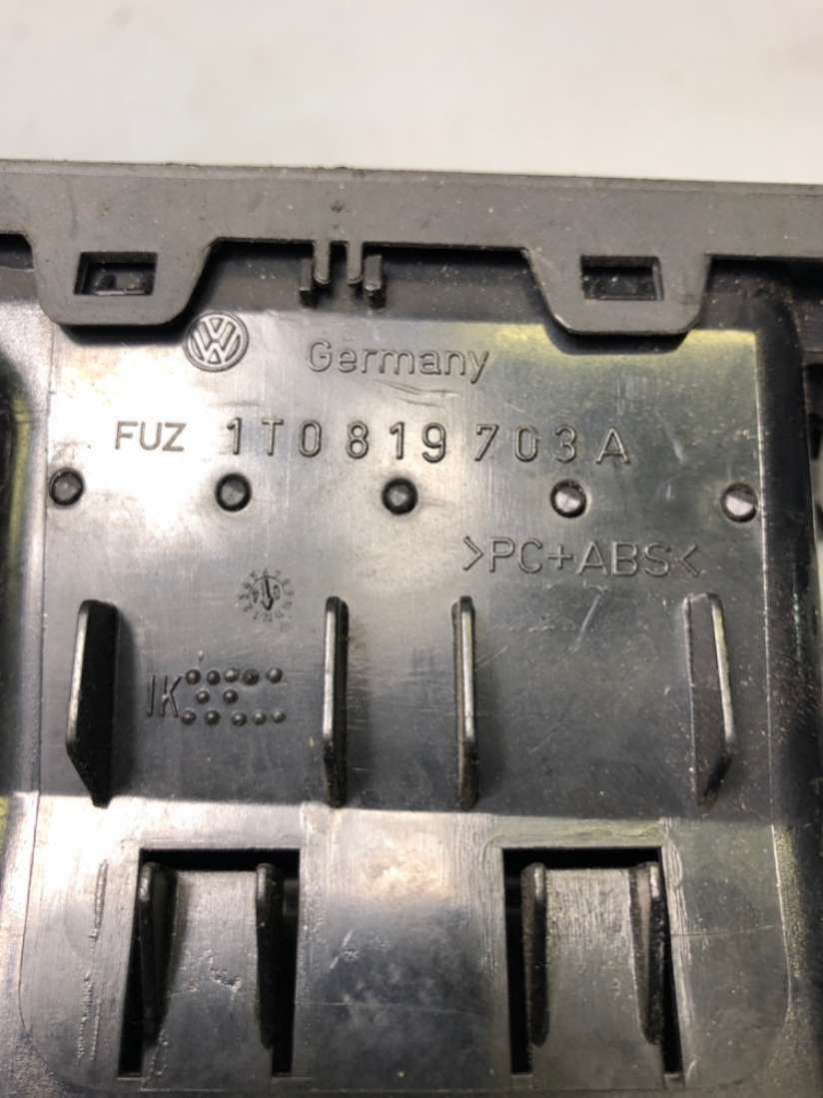 Germany
FUZ 1T0 819 703 A
>PC+ABS<
IK